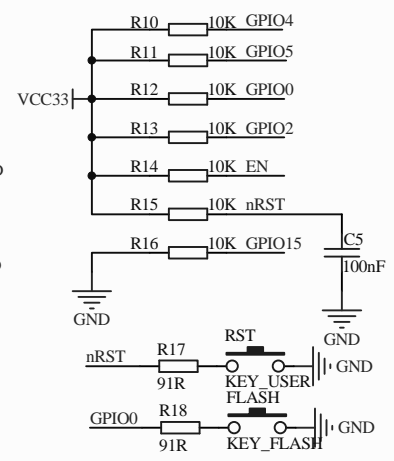 R10 10K GPIO4
R11 10K GPIO5
VCC33 R12 10K GPIO0
R13 10K GPIO2
R14 10K EN
R15 10K nRST
R16 10K GPIO15
C5
100nF
GND
GND
RST
nRST R17
GND
91R KEY_USER
FLASH
GPIO0 R18
GND
91R KEY_FLASH